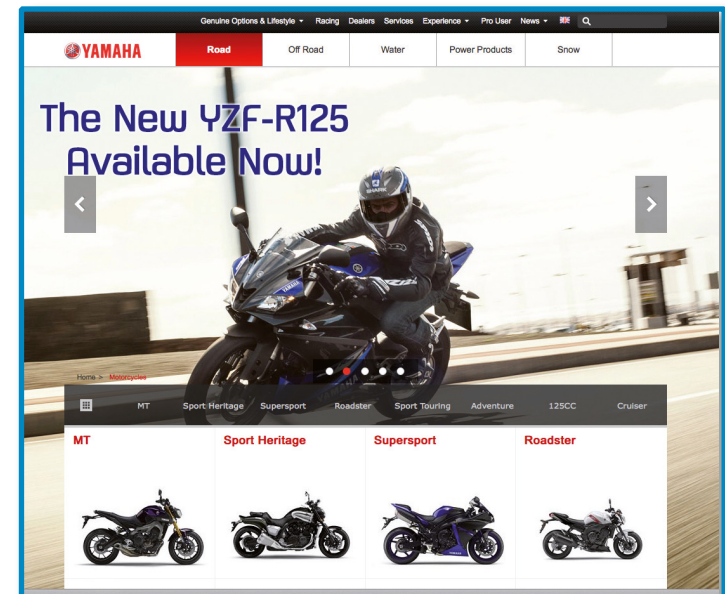 Genuine Options & Lifestyle Racing Dealers Services Experience Pro User News
YAMAHA Road Off Road Water Power Products Snow
The New YZF-R125
Available Now!
SHARK
YAMAHA
Home > Motorcycles
MT Sport Heritage Supersport Roadster Sport Touring Adventure 125CC Cruiser
MT Sport Heritage Supersport Roadster